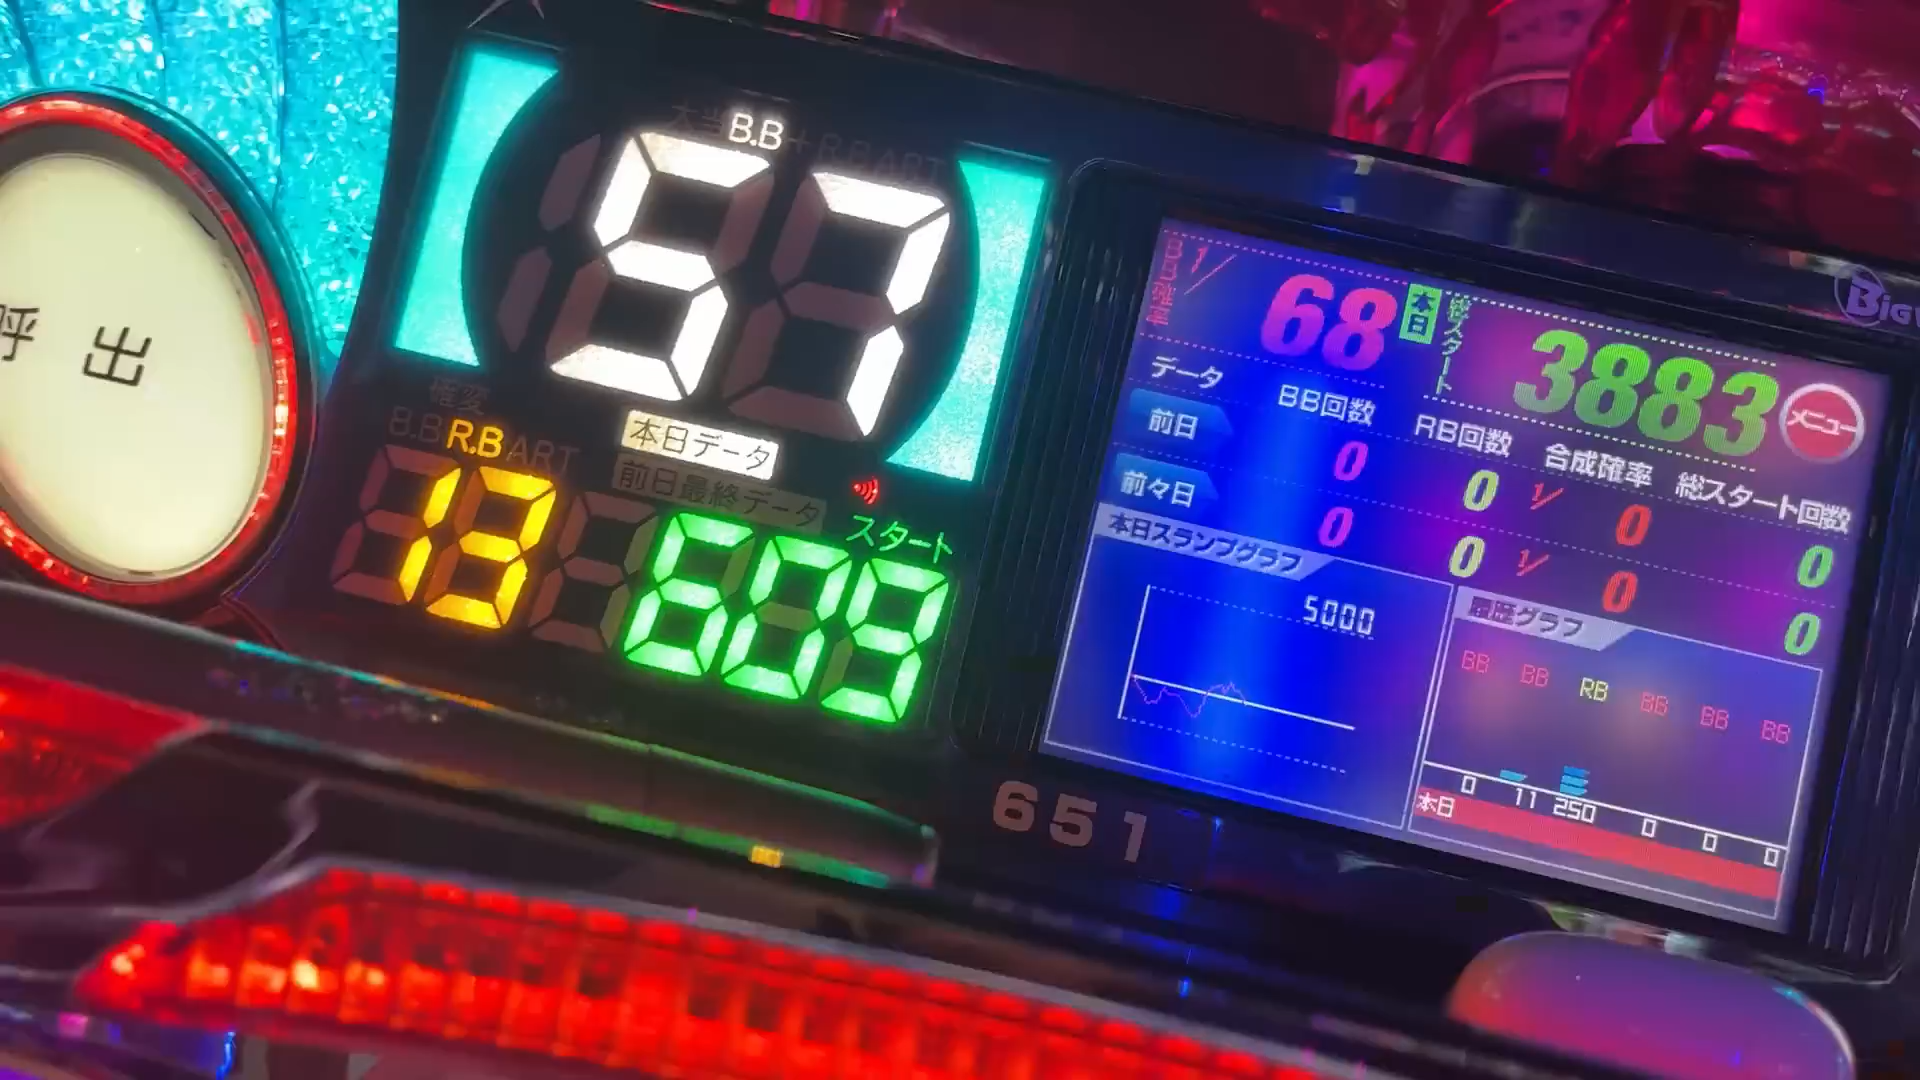 呼出
大当 B.B+R.B ART
57
確変
B.B R.B ART
本日データ
前日最終データ
スタート
13
609
BB確率 1/68
本日
総スタート 3883
メニュー
データ BB回数 RB回数 合成確率 総スタート回数
前日 0 0 1/0 0
前々日 0 0 1/0 0
本日スランプグラフ
5000
履歴グラフ
BB BB RB BB BB BB
0 11 250 0 0 0
本日
651